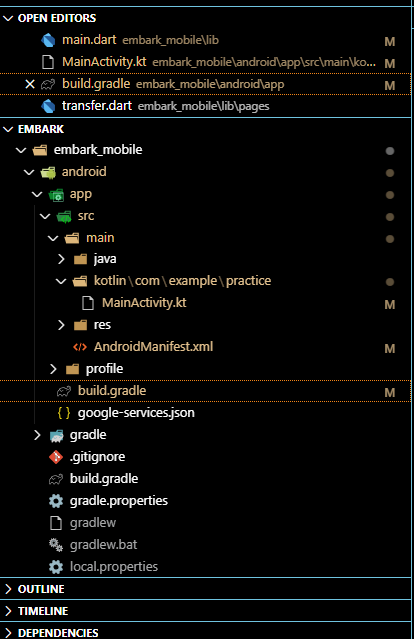 OPEN EDITORS
main.dart embark_mobile\lib
M
MainActivity.kt embark_mobile\android\app\src\main\ko...
M
build.gradle embark_mobile\android\app
M
transfer.dart embark_mobile\lib\pages
EMBARK
embark_mobile
android
app
src
main
java
kotlin\com\example\practice
MainActivity.kt M
res
AndroidManifest.xml M
profile
build.gradle M
google-services.json
gradle
.gitignore
build.gradle
gradle.properties
gradlew
gradlew.bat
local.properties
OUTLINE
TIMELINE
DEPENDENCIES